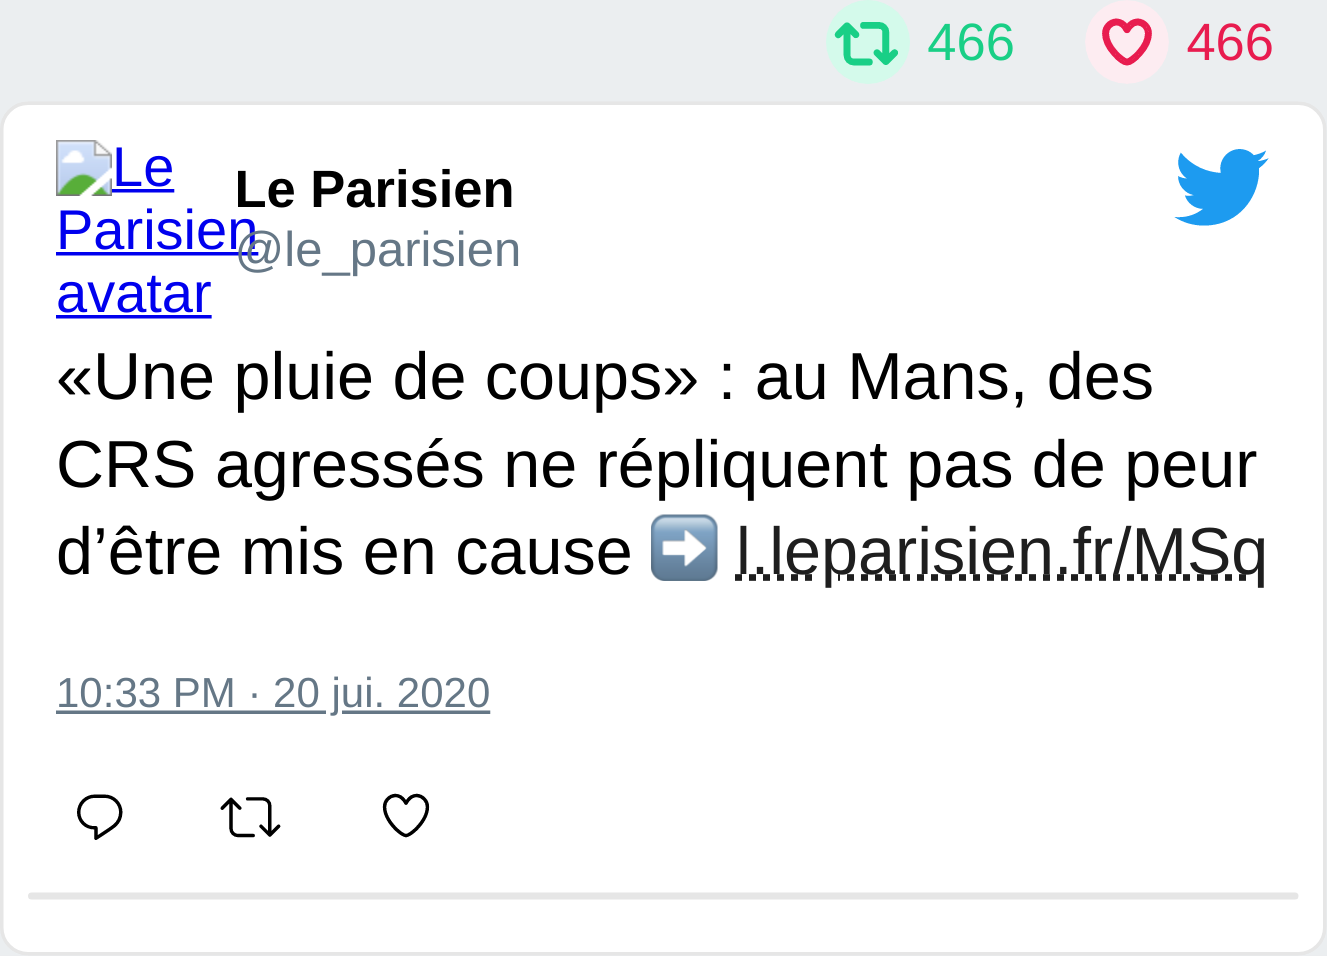 466 466
Le Parisien avatar
Le Parisien
@le_parisien
«Une pluie de coups» : au Mans, des
CRS agressés ne répliquent pas de peur
d’être mis en cause ➡ l.leparisien.fr/MSq
10:33 PM · 20 jui. 2020